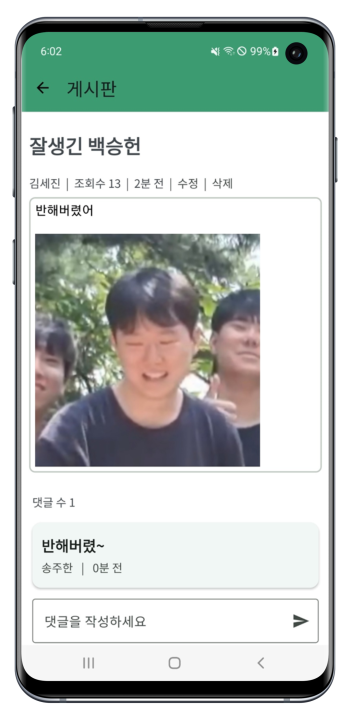 6:02 99%
게시판
잘생긴 백승헌
김세진 | 조회수 13 | 2분 전 | 수정 | 삭제
반해버렸어
댓글 수 1
반해버렸~
송주한 | 0분 전
댓글을 작성하세요